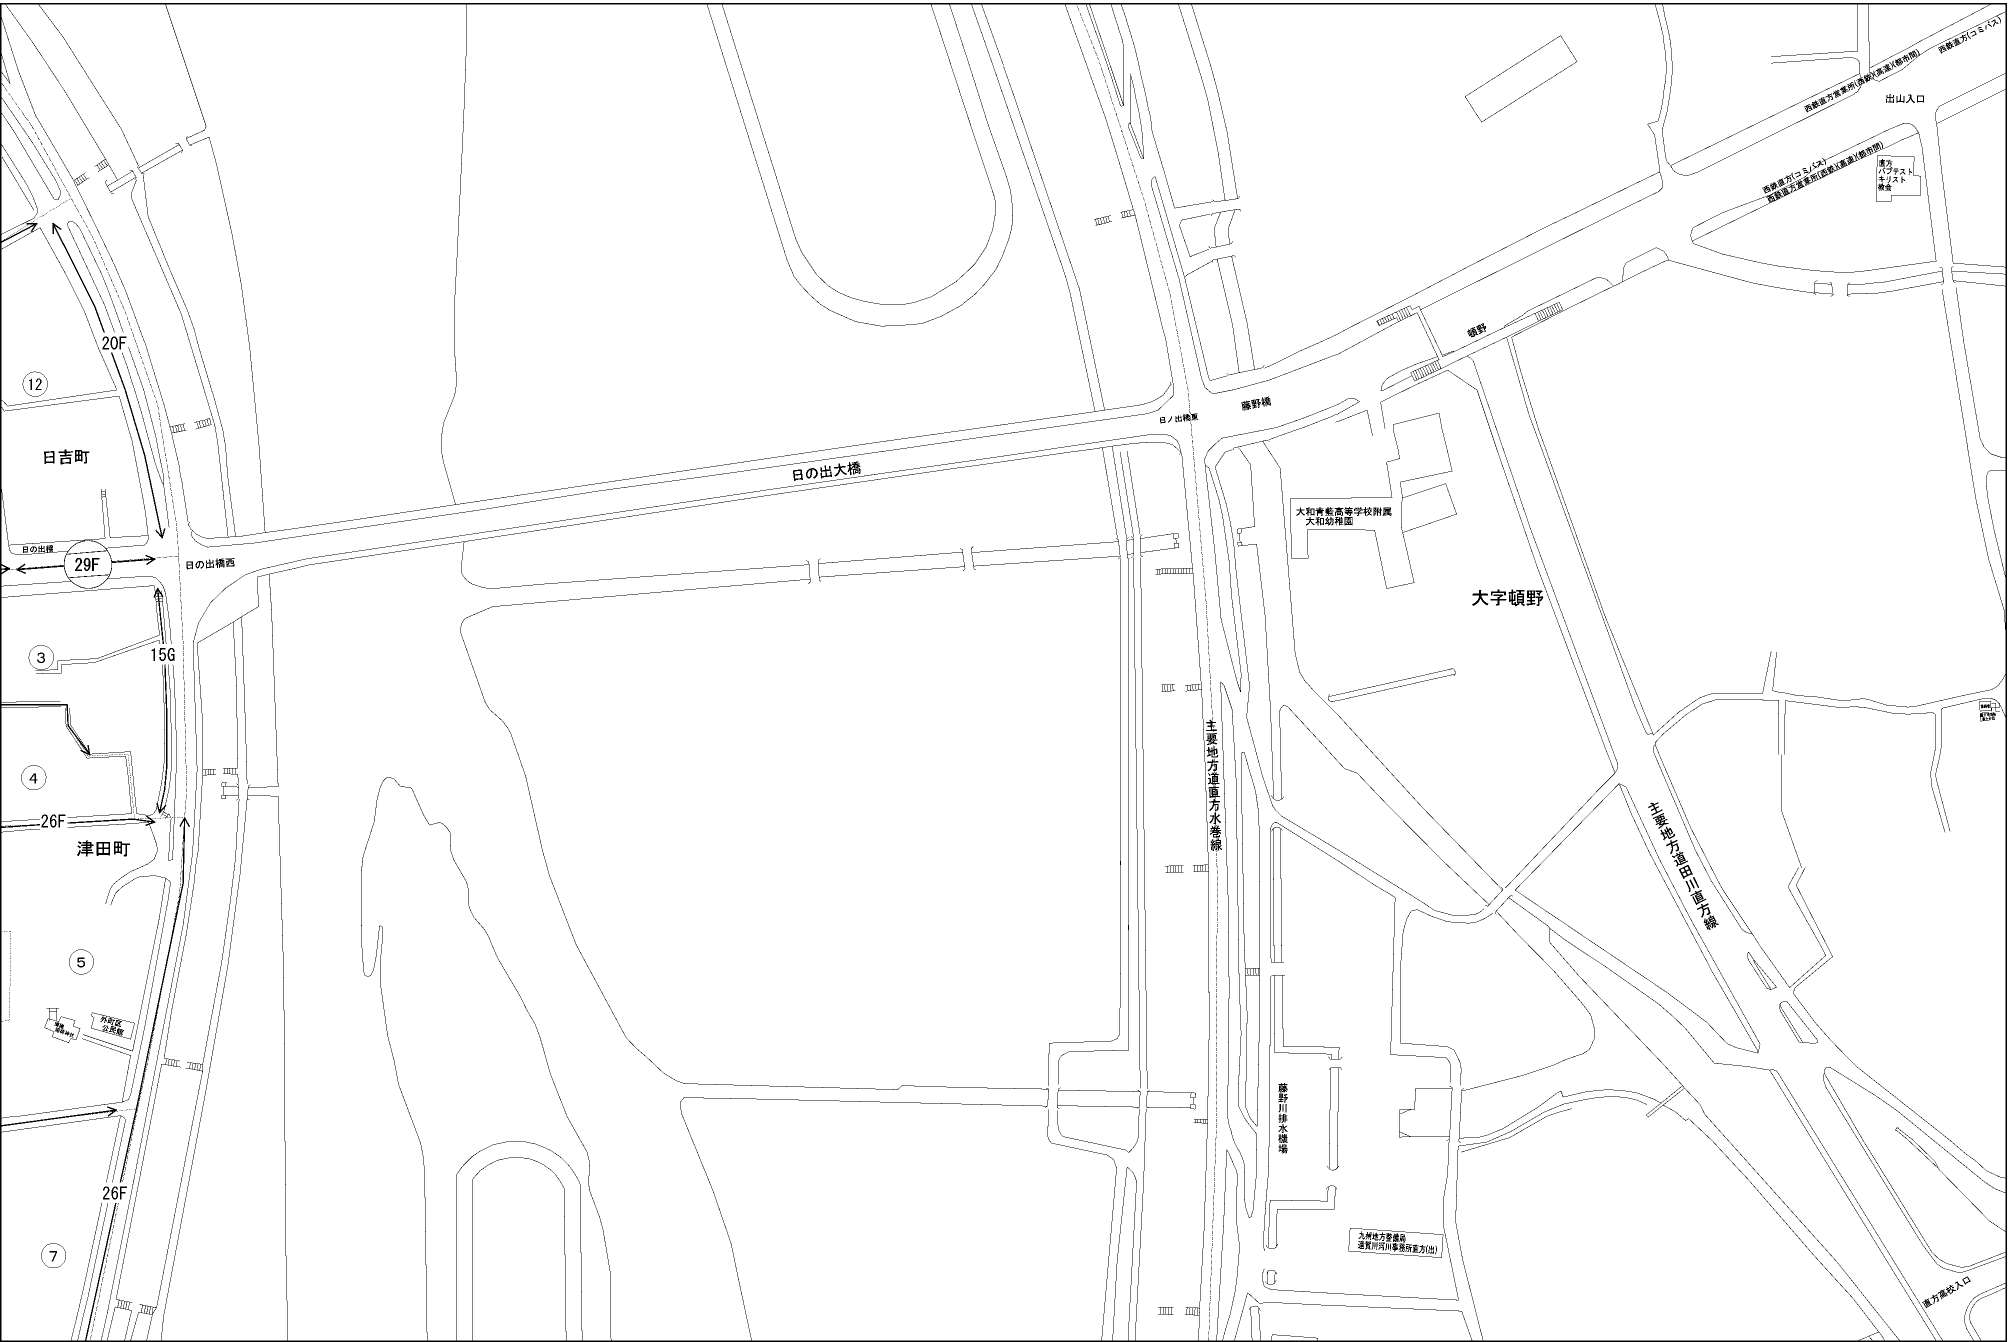 西鉄直方(コミバス)
西鉄直方営業所(西鉄)(高速)(都市間)
出山入口
西鉄直方(コミバス)
西鉄直方営業所(西鉄)(高速)(都市間)
直方
バプテスト
キリスト
教会
20F
頓野
12
藤野橋
日ノ出橋東
日吉町
日の出大橋
大和青藍高等学校附属
大和幼稚園
日の出橋
29F
日の出橋西
大字頓野
3
15G
主要地方道直方水巻線
4
26F
津田町
主要地方道田川直方線
5
外町区
公民館
藤野川排水機場
26F
7
九州地方整備局
遠賀川河川事務所直方(出)
直方高校入口